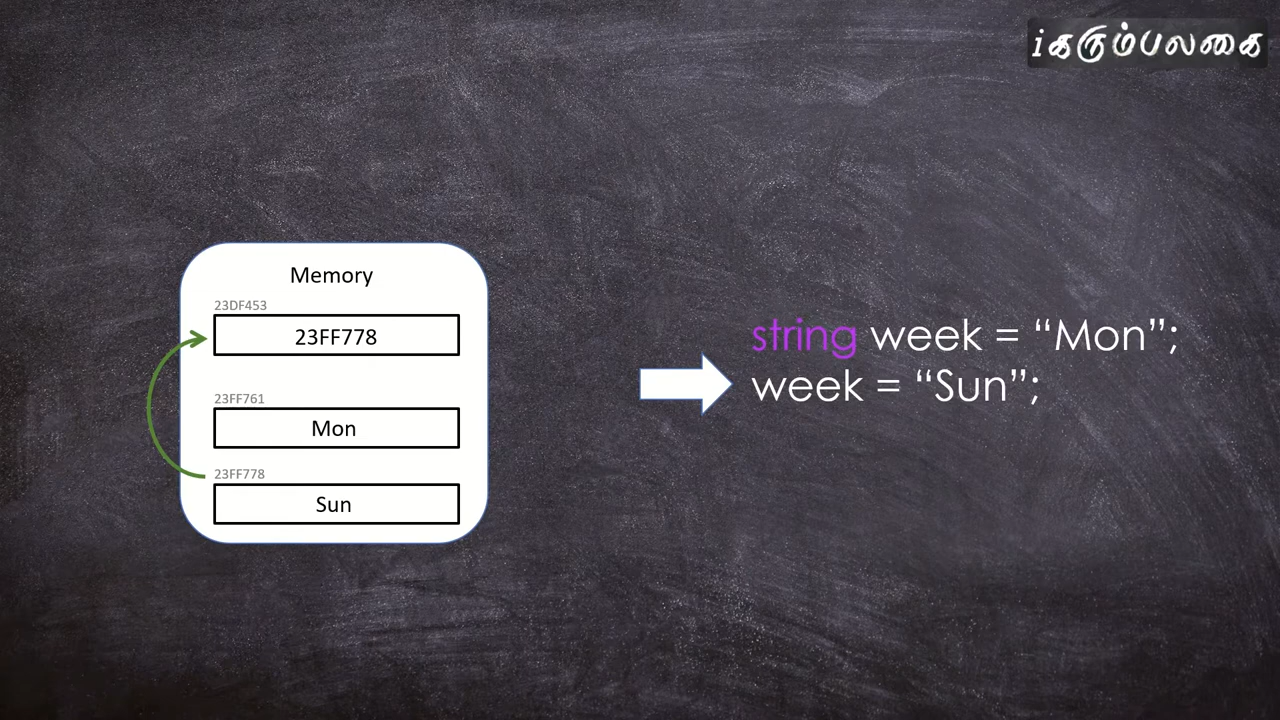 iகரும்பலகை
Memory
23DF453
23FF778
23FF761
Mon
23FF778
Sun
string week = “Mon”;
week = “Sun”;